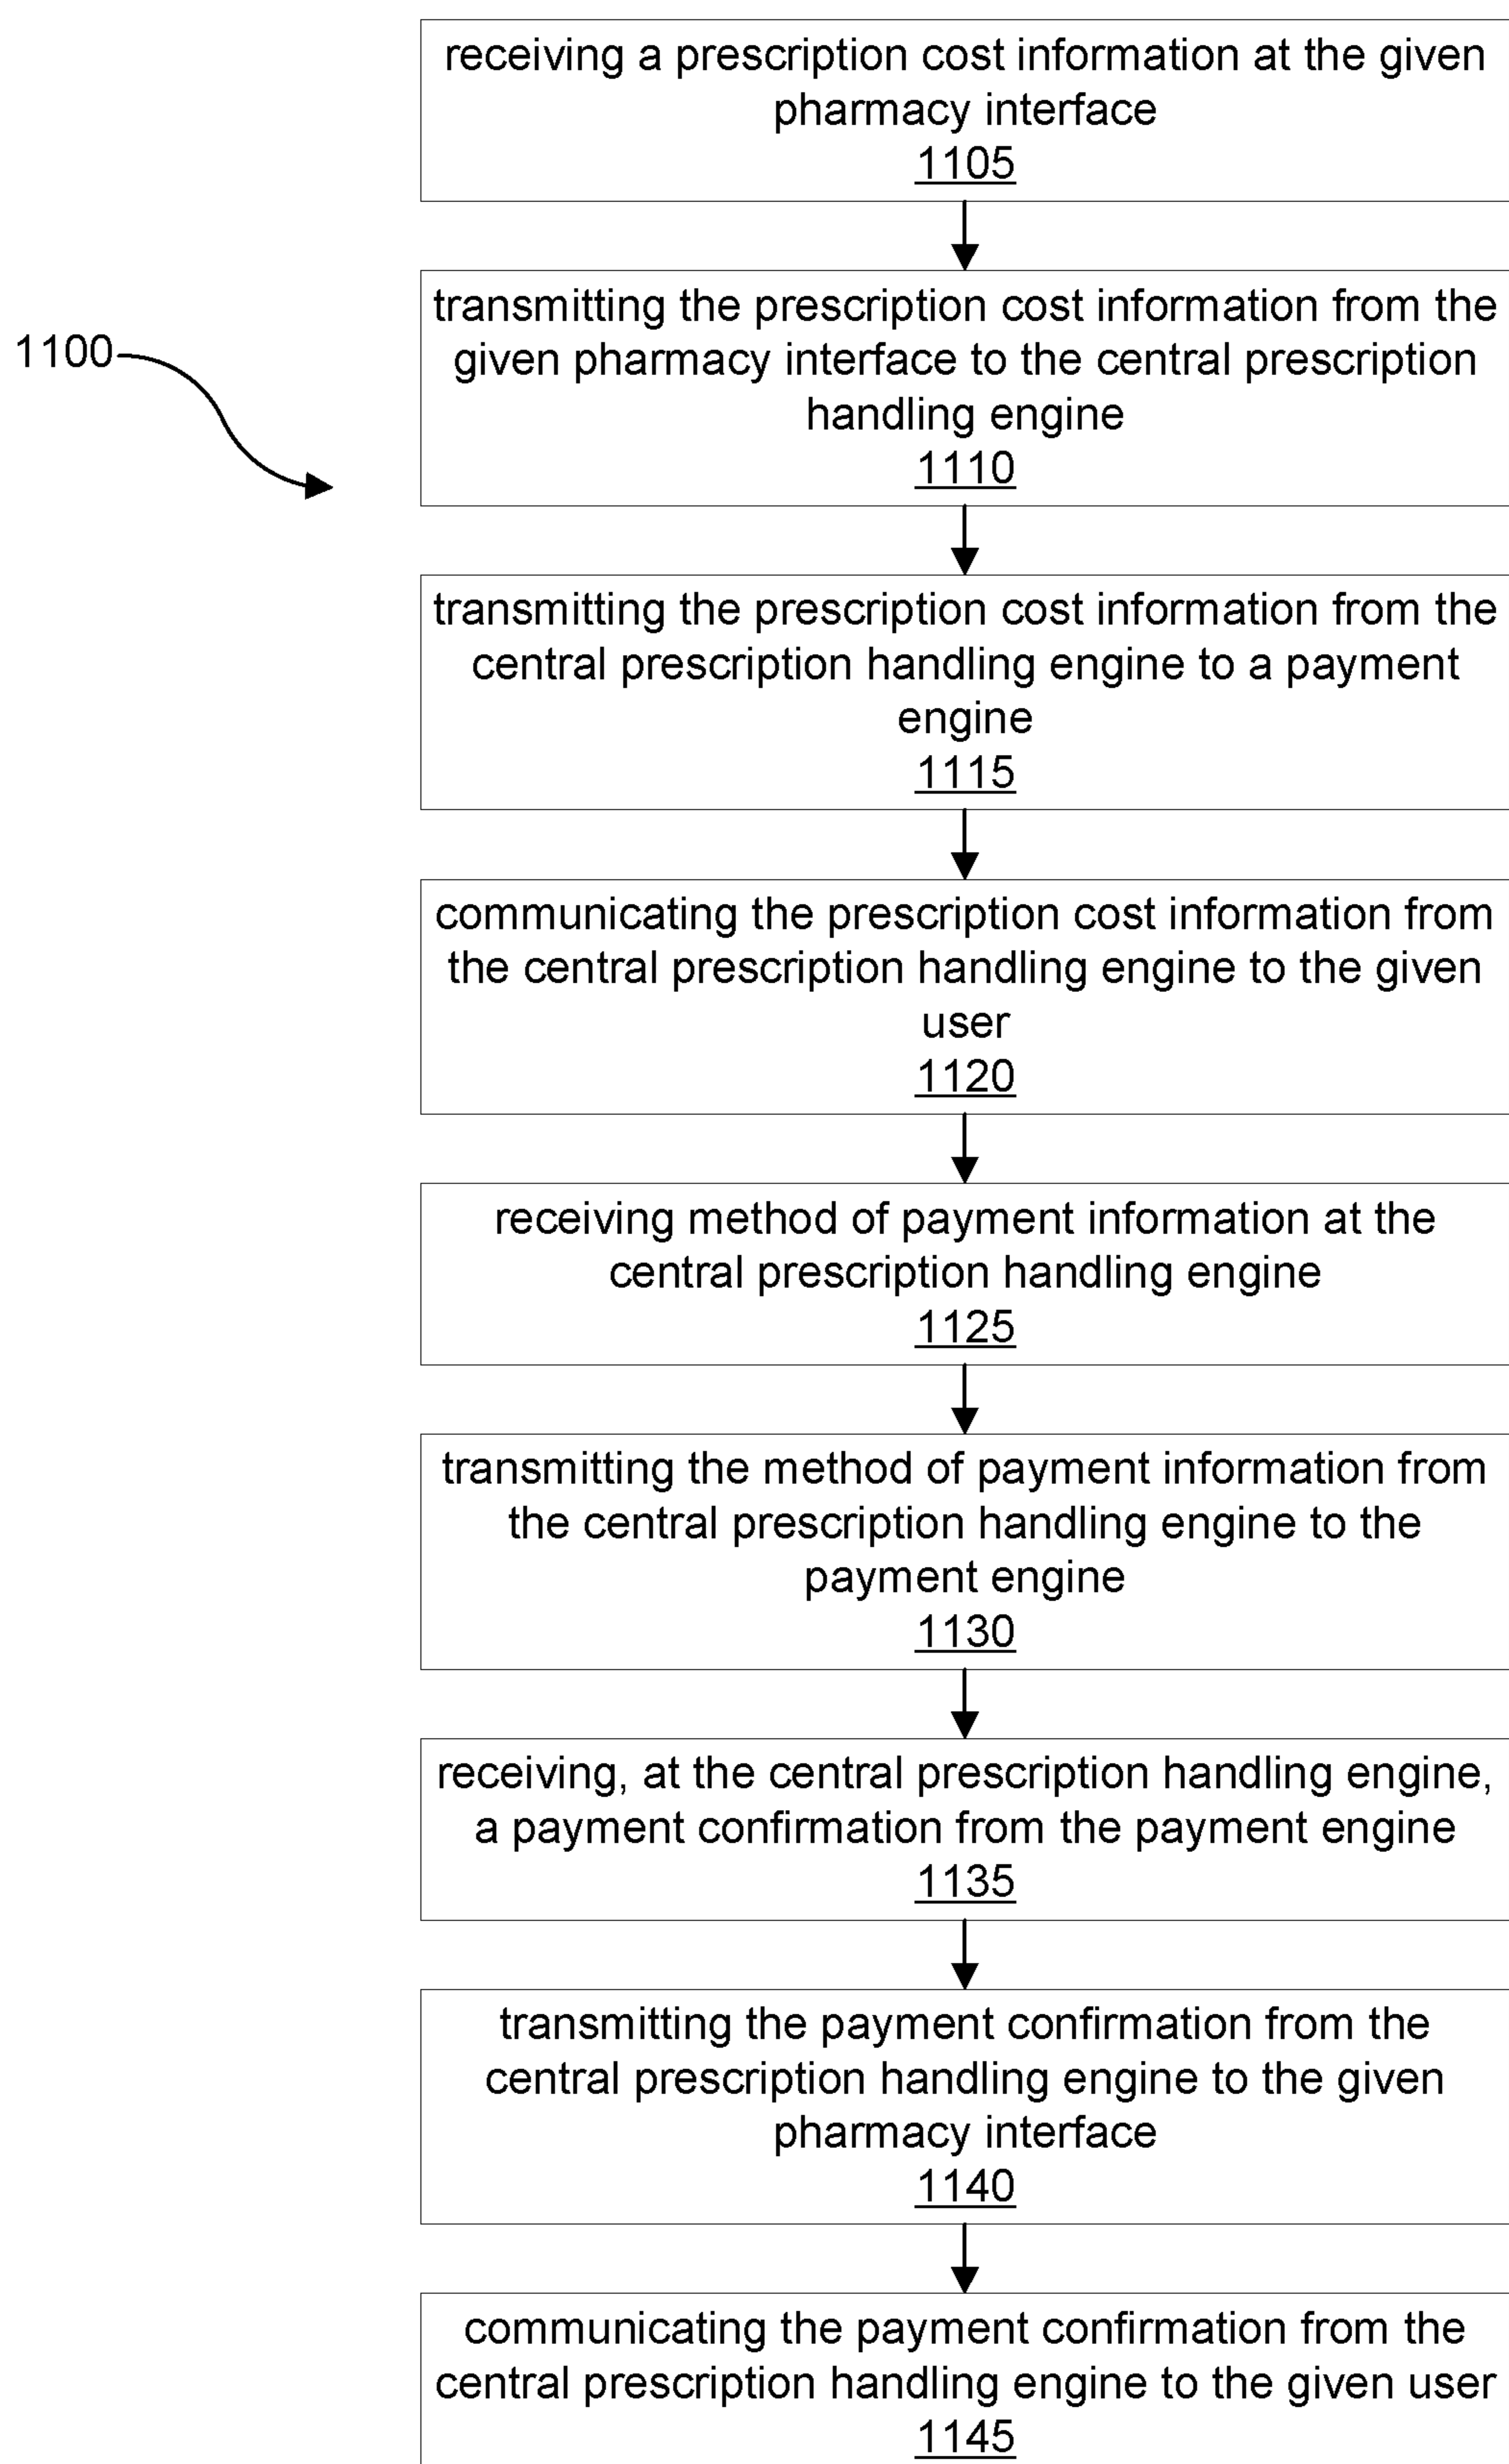 receiving a prescription cost information at the given
pharmacy interface
1105
transmitting the prescription cost information from the
given pharmacy interface to the central prescription
handling engine
1110
1100
transmitting the prescription cost information from the
central prescription handling engine to a payment
engine
1115
communicating the prescription cost information from
the central prescription handling engine to the given
user
1120
receiving method of payment information at the
central prescription handling engine
1125
transmitting the method of payment information from
the central prescription handling engine to the
payment engine
1130
receiving, at the central prescription handling engine,
a payment confirmation from the payment engine
1135
transmitting the payment confirmation from the
central prescription handling engine to the given
pharmacy interface
1140
communicating the payment confirmation from the
central prescription handling engine to the given user
1145